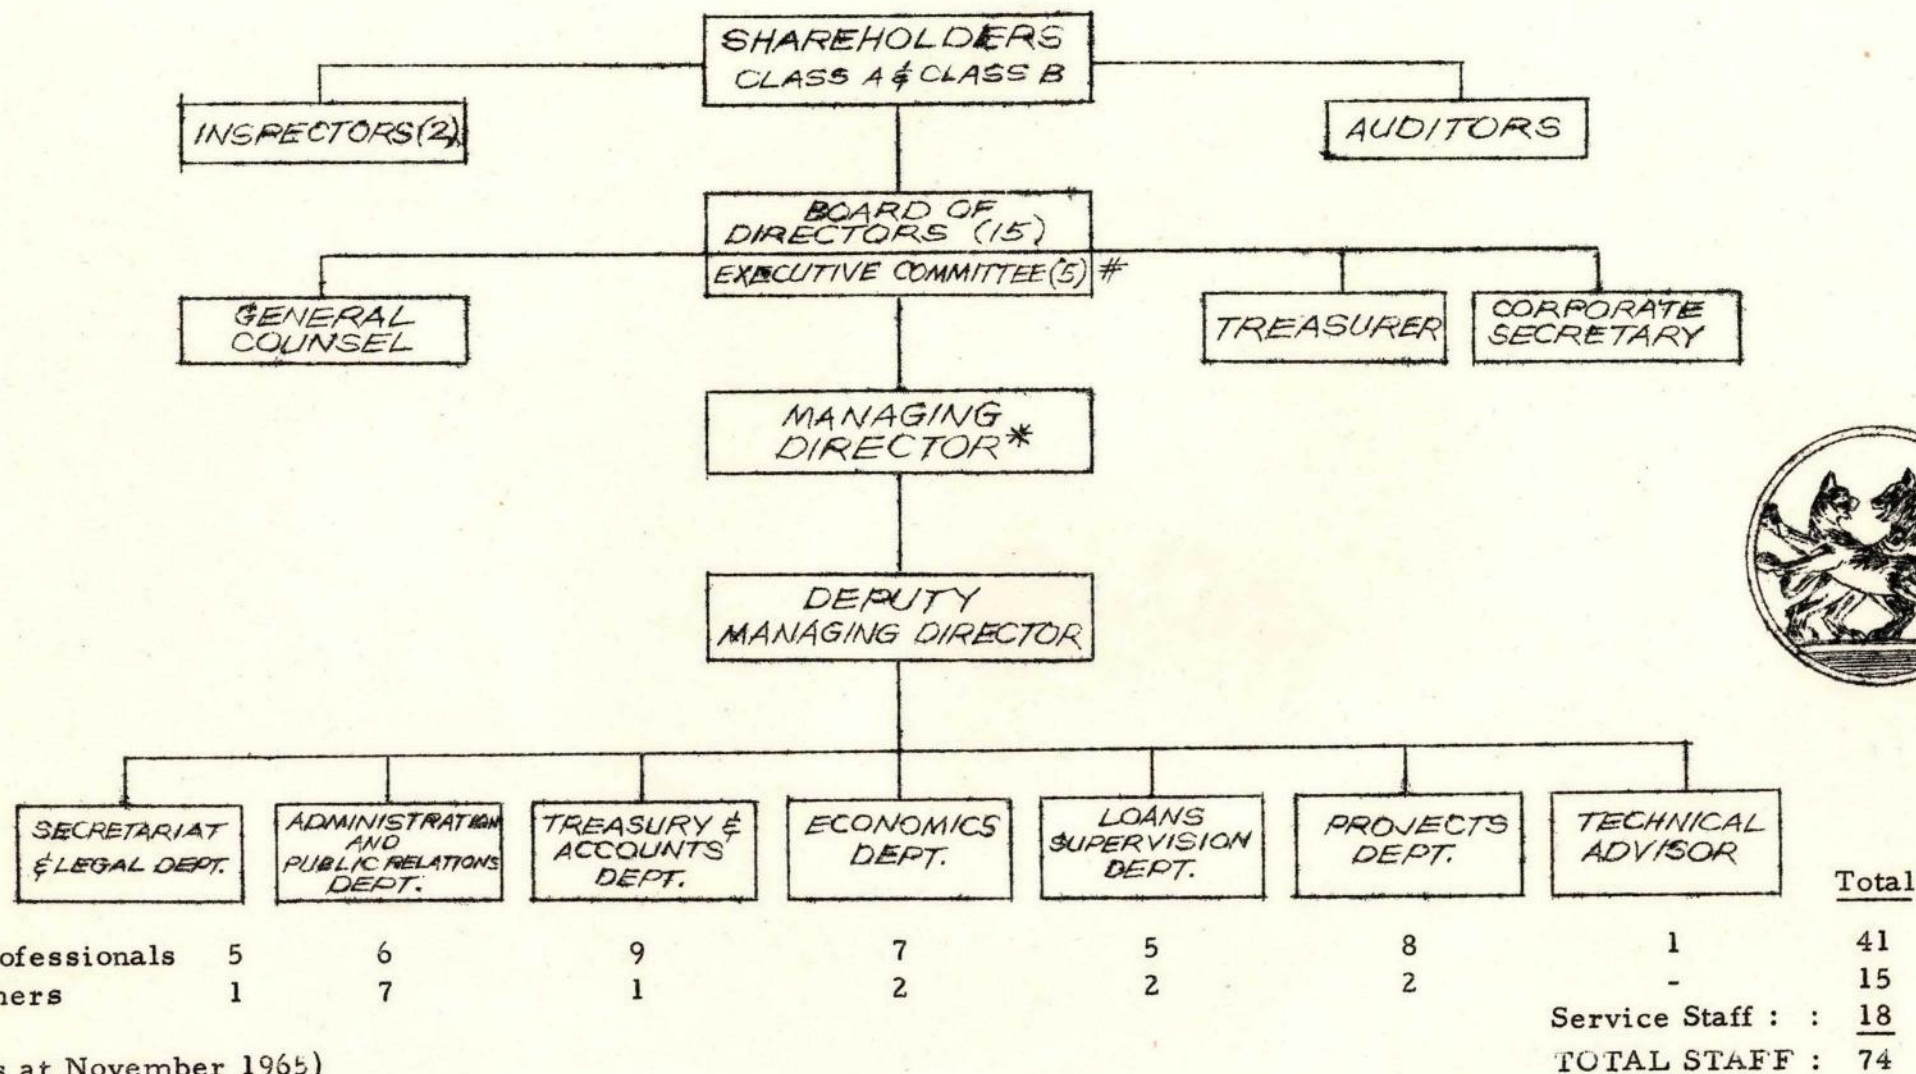 SHAREHOLDERS
CLASS A & CLASS B
INSPECTORS (2)
AUDITORS
BOARD OF
DIRECTORS (15)
EXECUTIVE COMMITTEE (5) #
GENERAL
COUNSEL
TREASURER
CORPORATE
SECRETARY
MANAGING
DIRECTOR *
DEPUTY
MANAGING DIRECTOR
SECRETARIAT
& LEGAL DEPT.
ADMINISTRATION
AND
PUBLIC RELATIONS
DEPT.
TREASURY &
ACCOUNTS
DEPT.
ECONOMICS
DEPT.
LOANS
SUPERVISION
DEPT.
PROJECTS
DEPT.
TECHNICAL
ADVISOR
Total
ofessionals 5 6 9 7 5 8 1 41
hers 1 7 1 2 2 2 - 15
Service Staff : : 18
TOTAL STAFF : 74
s at November 1965)